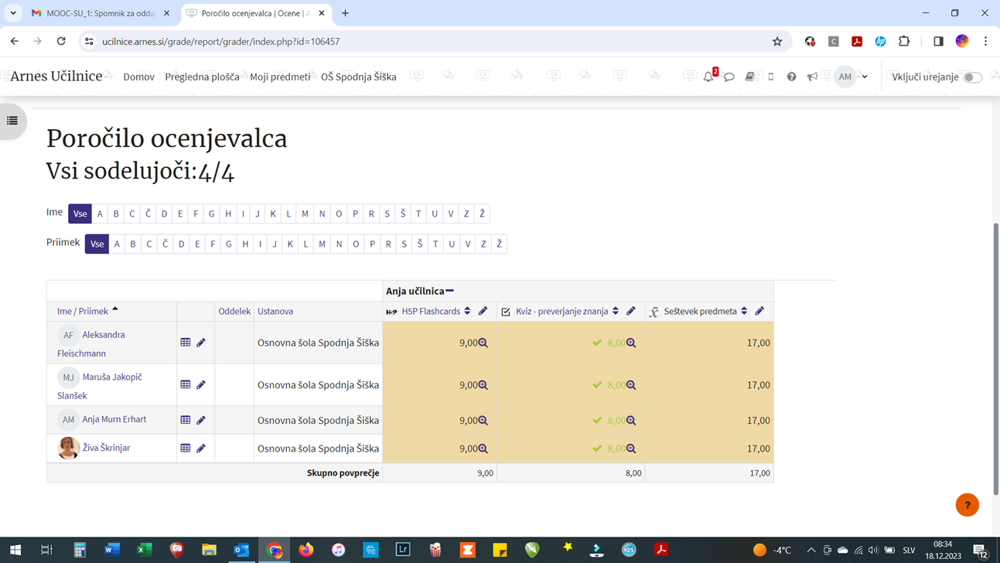 MOOC-SU_1: Spomnik za odda
Poročilo ocenjevalca | Ocene | A
ucilnice.arnes.si/grade/report/grader/index.php?id=106457
Arnes Učilnice Domov Pregledna plošča Moji predmeti OŠ Spodnja Šiška 2 AM Vključi urejanje
Poročilo ocenjevalca
Vsi sodelujoči:4/4
Ime Vse A B C Č D E F G H I J K L M N O P R S Š T U V Z Ž
Priimek Vse A B C Č D E F G H I J K L M N O P R S Š T U V Z Ž
Anja učilnica
Ime / Priimek Oddelek Ustanova H5P H5P Flashcards Kviz - preverjanje znanja Seštevek predmeta
AF Aleksandra
Fleischmann Osnovna šola Spodnja Šiška 9,00 8,00 17,00
MJ Maruša Jakopič
Slanšek Osnovna šola Spodnja Šiška 9,00 8,00 17,00
AM Anja Murn Erhart Osnovna šola Spodnja Šiška 9,00 8,00 17,00
Živa Škrinjar Osnovna šola Spodnja Šiška 9,00 8,00 17,00
Skupno povprečje 9,00 8,00 17,00
?
-4°C SLV 08:34
18.12.2023 12